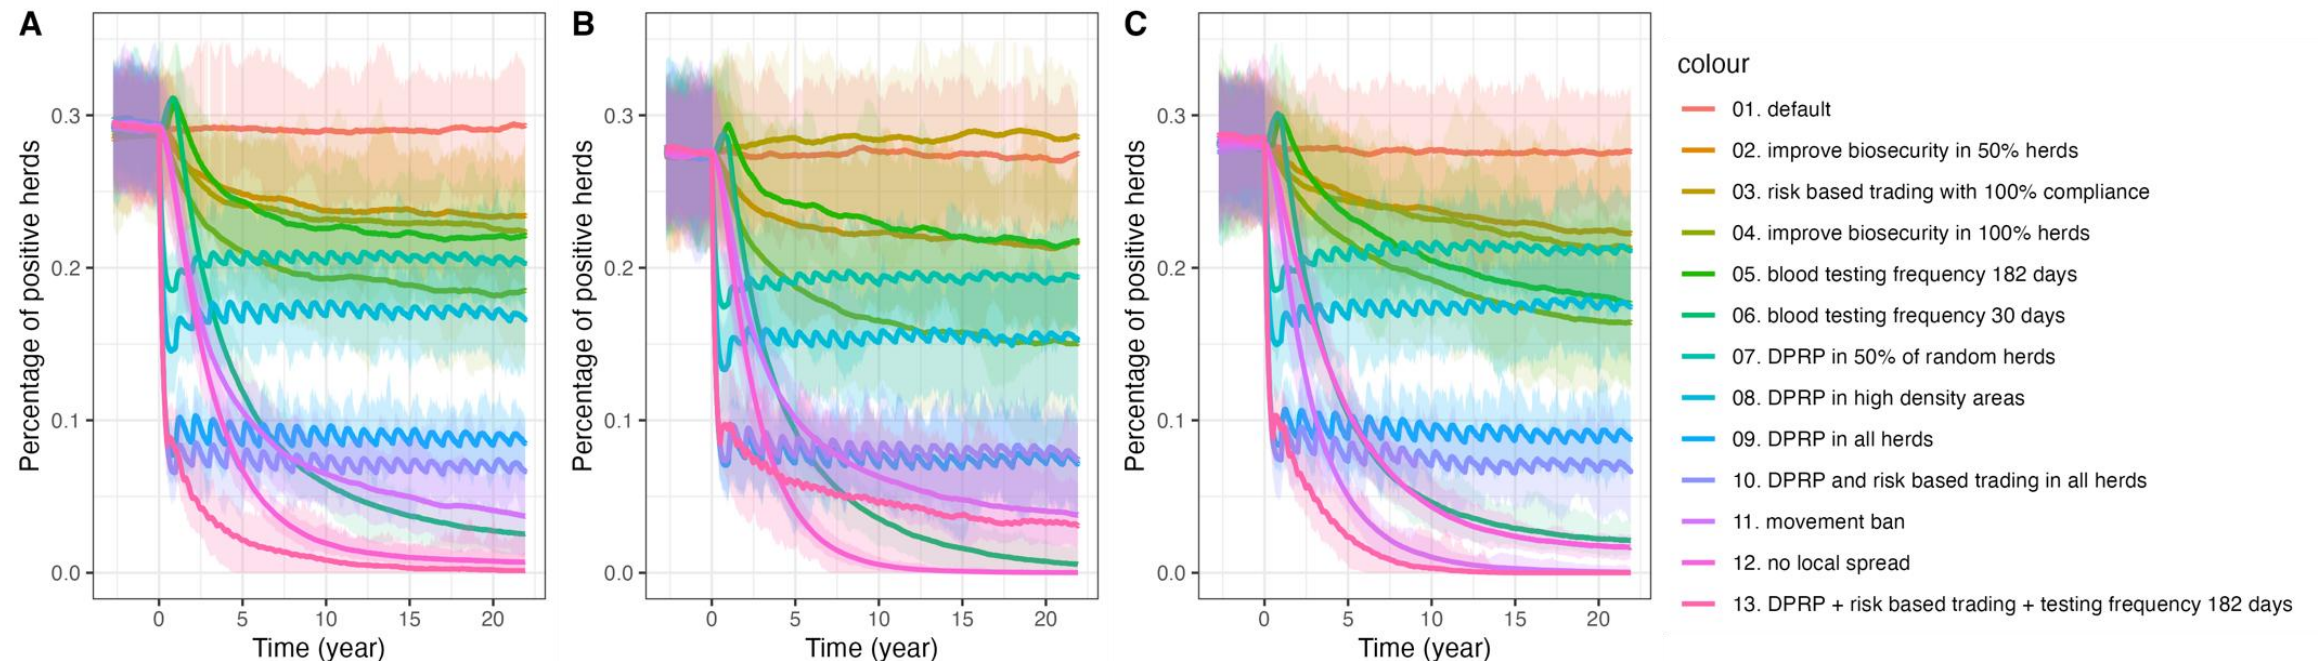 A
Percentage of positive herds
0.3
0.2
0.1
0.0
0
5
10
15
20
Time (year)
B
Percentage of positive herds
0.3
0.2
0.1
0.0
0
5
10
15
20
Time (year)
C
Percentage of positive herds
0.3
0.2
0.1
0.0
0
5
10
15
20
Time (year)
colour
01. default
02. improve biosecurity in 50% herds
03. risk based trading with 100% compliance
04. improve biosecurity in 100% herds
05. blood testing frequency 182 days
06. blood testing frequency 30 days
07. DPRP in 50% of random herds
08. DPRP in high density areas
09. DPRP in all herds
10. DPRP and risk based trading in all herds
11. movement ban
12. no local spread
13. DPRP + risk based trading + testing frequency 182 days